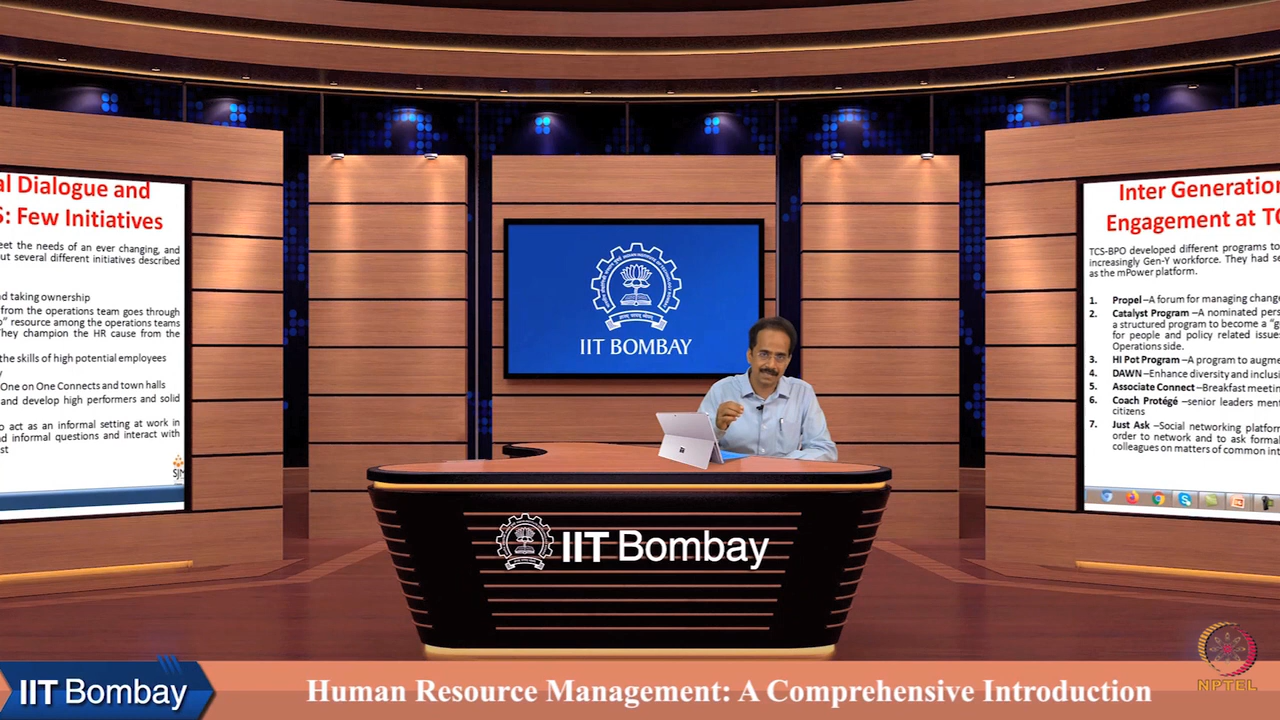 al Dialogue and
S: Few Initiatives
eet the needs of an ever changing, and
out several different initiatives described
nd taking ownership
from the operations team goes through
" resource among the operations teams
They champion the HR cause from the
the skills of high potential employees
y
One on One Connects and town halls
and develop high performers and solid
o act as an informal setting at work in
nd informal questions and interact with
st
SJM
IIT BOMBAY
Inter Generation
Engagement at TC
TCS-BPO developed different programs to
increasingly Gen-Y workforce. They had se
as the mPower platform.
1. Propel –A forum for managing change
2. Catalyst Program –A nominated pers
a structured program to become a "g
for people and policy related issues
Operations side.
3. HI Pot Program –A program to augme
4. DAWN –Enhance diversity and inclusi
5. Associate Connect –Breakfast meetin
6. Coach Protégé –senior leaders ment
citizens
7. Just Ask –Social networking platform
order to network and to ask formal
colleagues on matters of common int
IIT Bombay
IIT Bombay
Human Resource Management: A Comprehensive Introduction
NPTEL